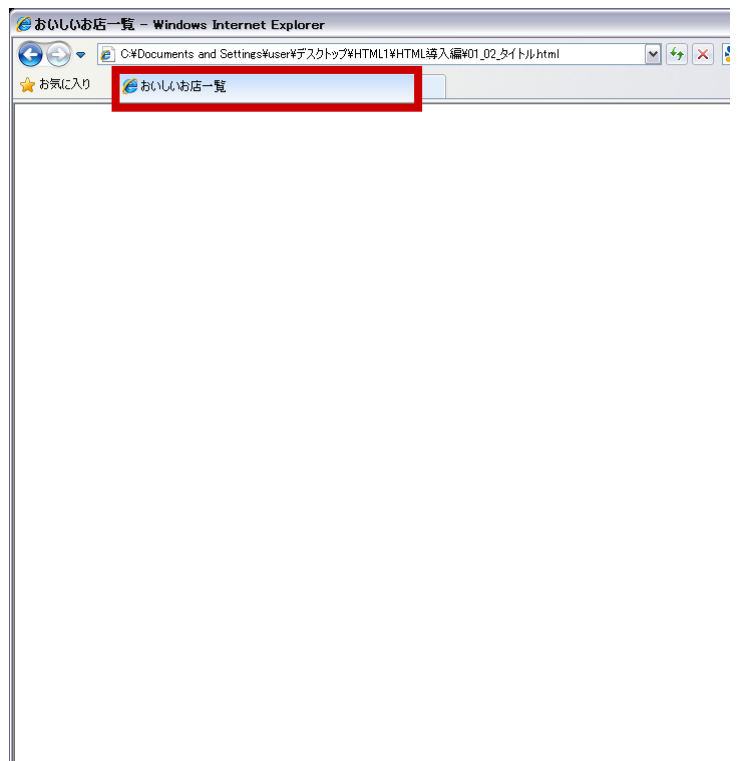 おいしいお店一覧 - Windows Internet Explorer
C:¥Documents and Settings¥user¥デスクトップ¥HTML1¥HTML導入編¥01_02_タイトル.html
お気に入り
おいしいお店一覧